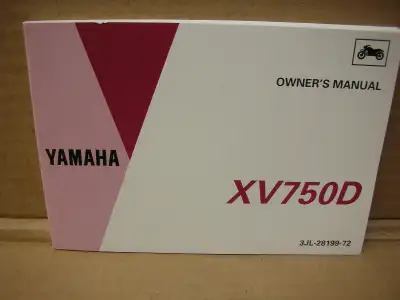 OWNER'S MANUAL
YAMAHA
XV750D
3JL-28199-72